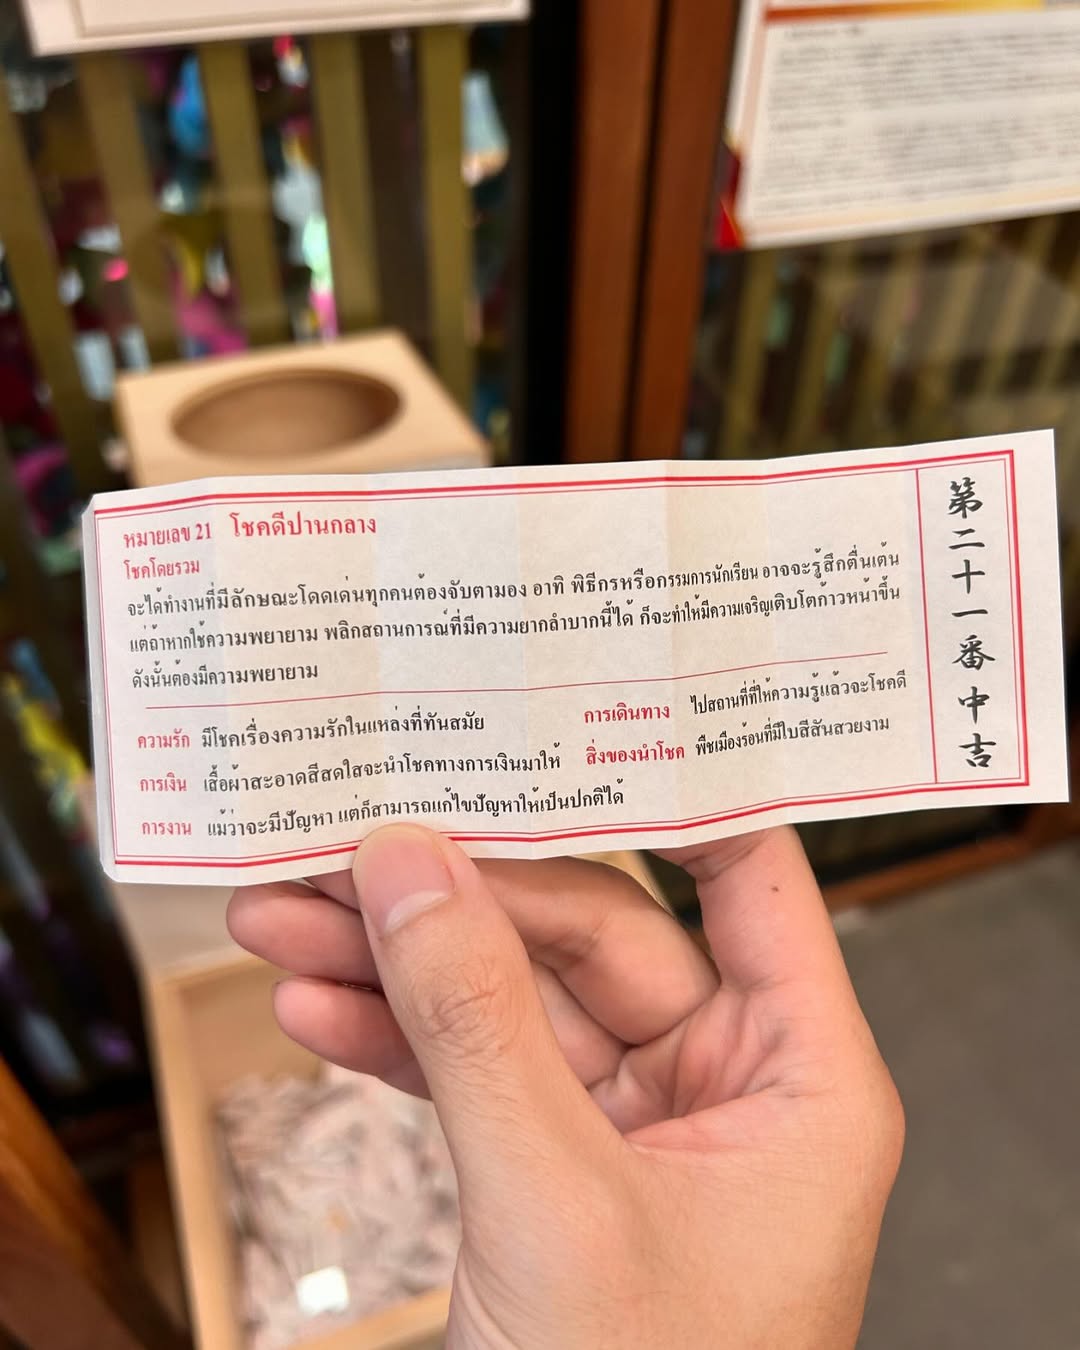 หมายเลข 21 โชคดีปานกลาง
โชคโดยรวม
จะได้ทำงานที่มีลักษณะโดดเด่นทุกคนต้องจับตามอง อาทิ พิธีกรหรือกรรมการนักเรียน อาจจะรู้สึกตื่นเต้น
แต่ถ้าหากใช้ความพยายาม พลิกสถานการณ์ที่มีความยากลำบากนี้ได้ ก็จะทำให้มีความเจริญเติบโตก้าวหน้าขึ้น
ดังนั้นต้องมีความพยายาม
ความรัก มีโชคเรื่องความรักในแหล่งที่ทันสมัย
การเงิน เสื้อผ้าสะอาดสีสดใสจะนำโชคทางการเงินมาให้
การงาน แม้ว่าจะมีปัญหา แต่ก็สามารถแก้ไขปัญหาให้เป็นปกติได้
การเดินทาง ไปสถานที่ที่ให้ความรู้แล้วจะโชคดี
สิ่งของนำโชค พืชเมืองร้อนที่มีใบสีสันสวยงาม
第二十一番中吉